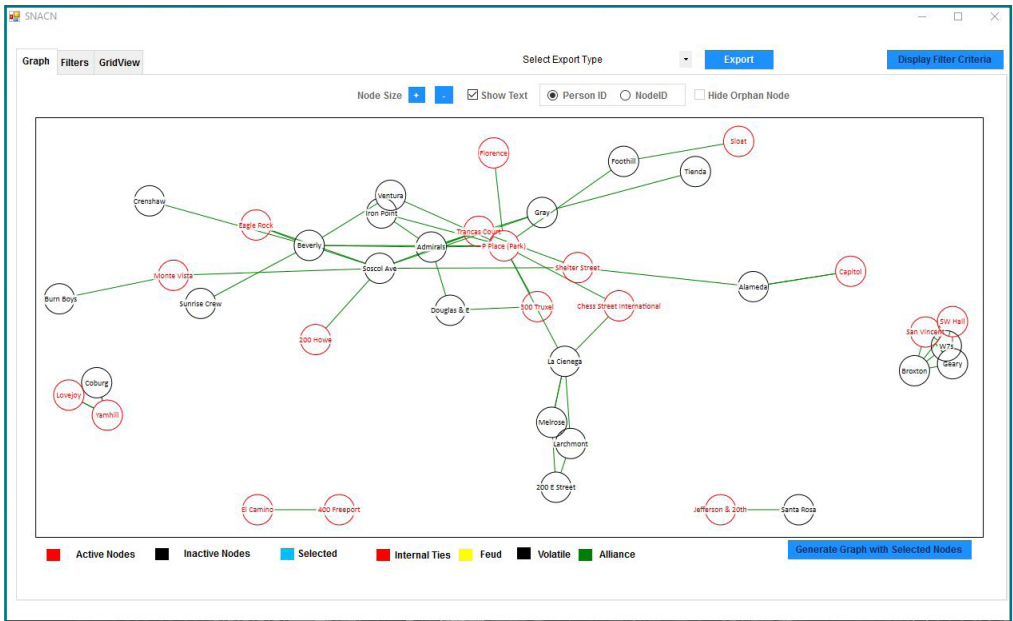 SNACN
Graph Filters GridView
Select Export Type
Export
Display Filter Criteria
Node Size + - Show Text Person ID NodeID Hide Orphan Node
Sloat
Florence
Foothill
Tienda
Ventura
Crenshaw
Iron Point
Gray
Eagle Rock
Trancas Court
Beverly
Admirals
P Place (Park)
Soscol Ave
Shelter Street
Monte Vista
Capitol
Alameda
Burn Boys
Sunrise Crew
Douglas & E
500 Truxel
Chess Street International
SW Hall
San Vincent
200 Howe
W7s
La Cienega
Geary
Broxton
Coburg
Lovejoy
Yamhill
Melrose
Larchmont
200 E Street
El Camino
400 Freeport
Jefferson & 20th
Santa Rosa
Active Nodes Inactive Nodes Selected Internal Ties Feud Volatile Alliance
Generate Graph with Selected Nodes